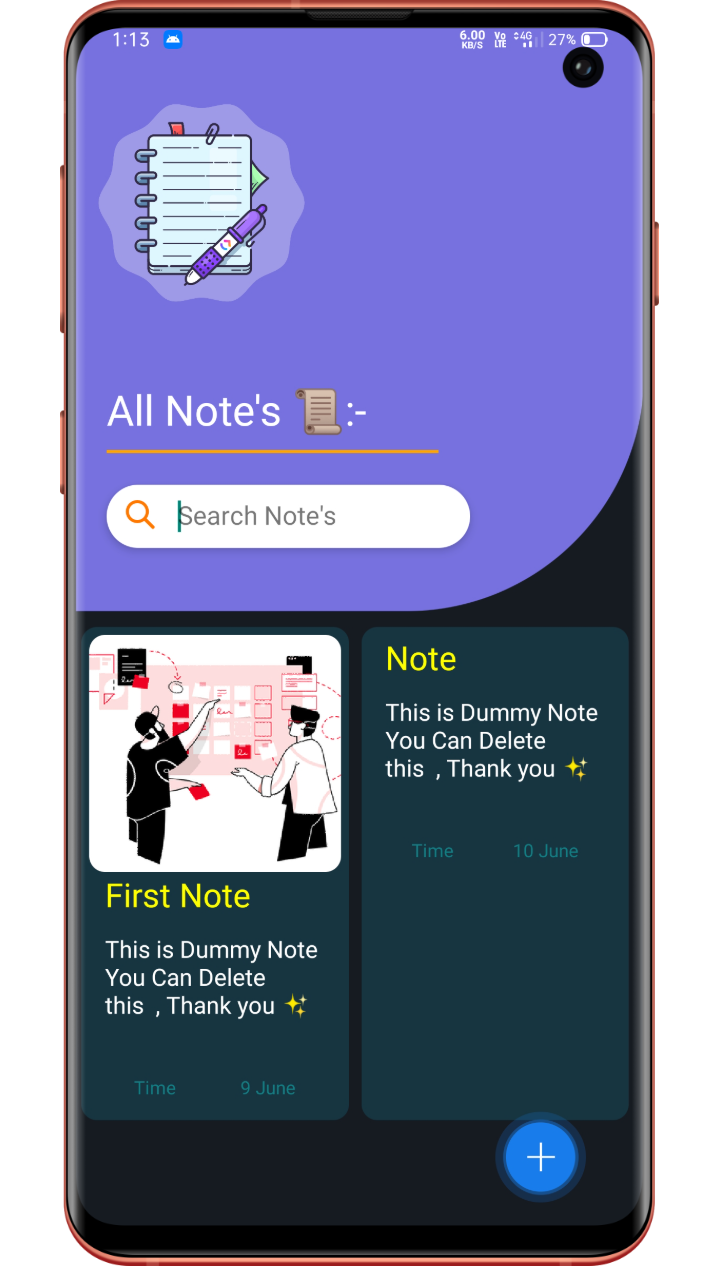 1:13
6.00 KB/S Vo LTE 4G 27%
All Note's 📜:-
Search Note's
First Note
This is Dummy Note
You Can Delete
this , Thank you ✨
Time 9 June
Note
This is Dummy Note
You Can Delete
this , Thank you ✨
Time 10 June